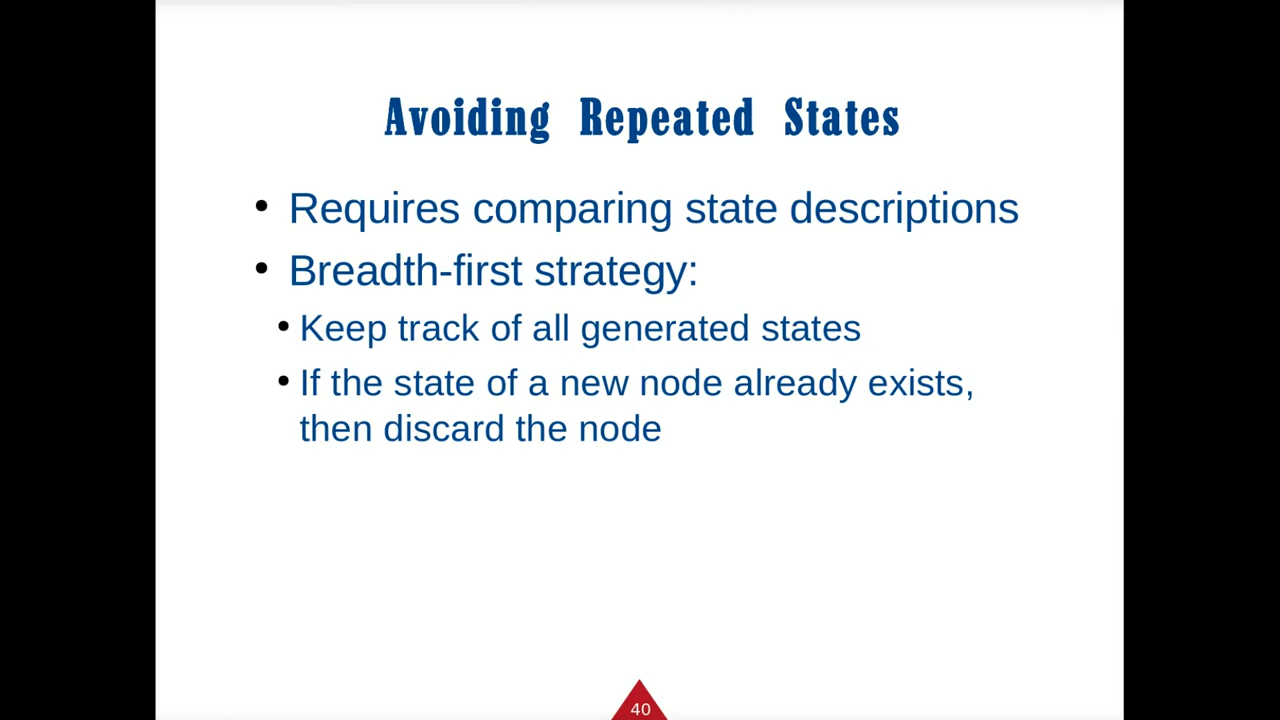 Avoiding Repeated States
• Requires comparing state descriptions
• Breadth-first strategy:
• Keep track of all generated states
• If the state of a new node already exists,
then discard the node
40